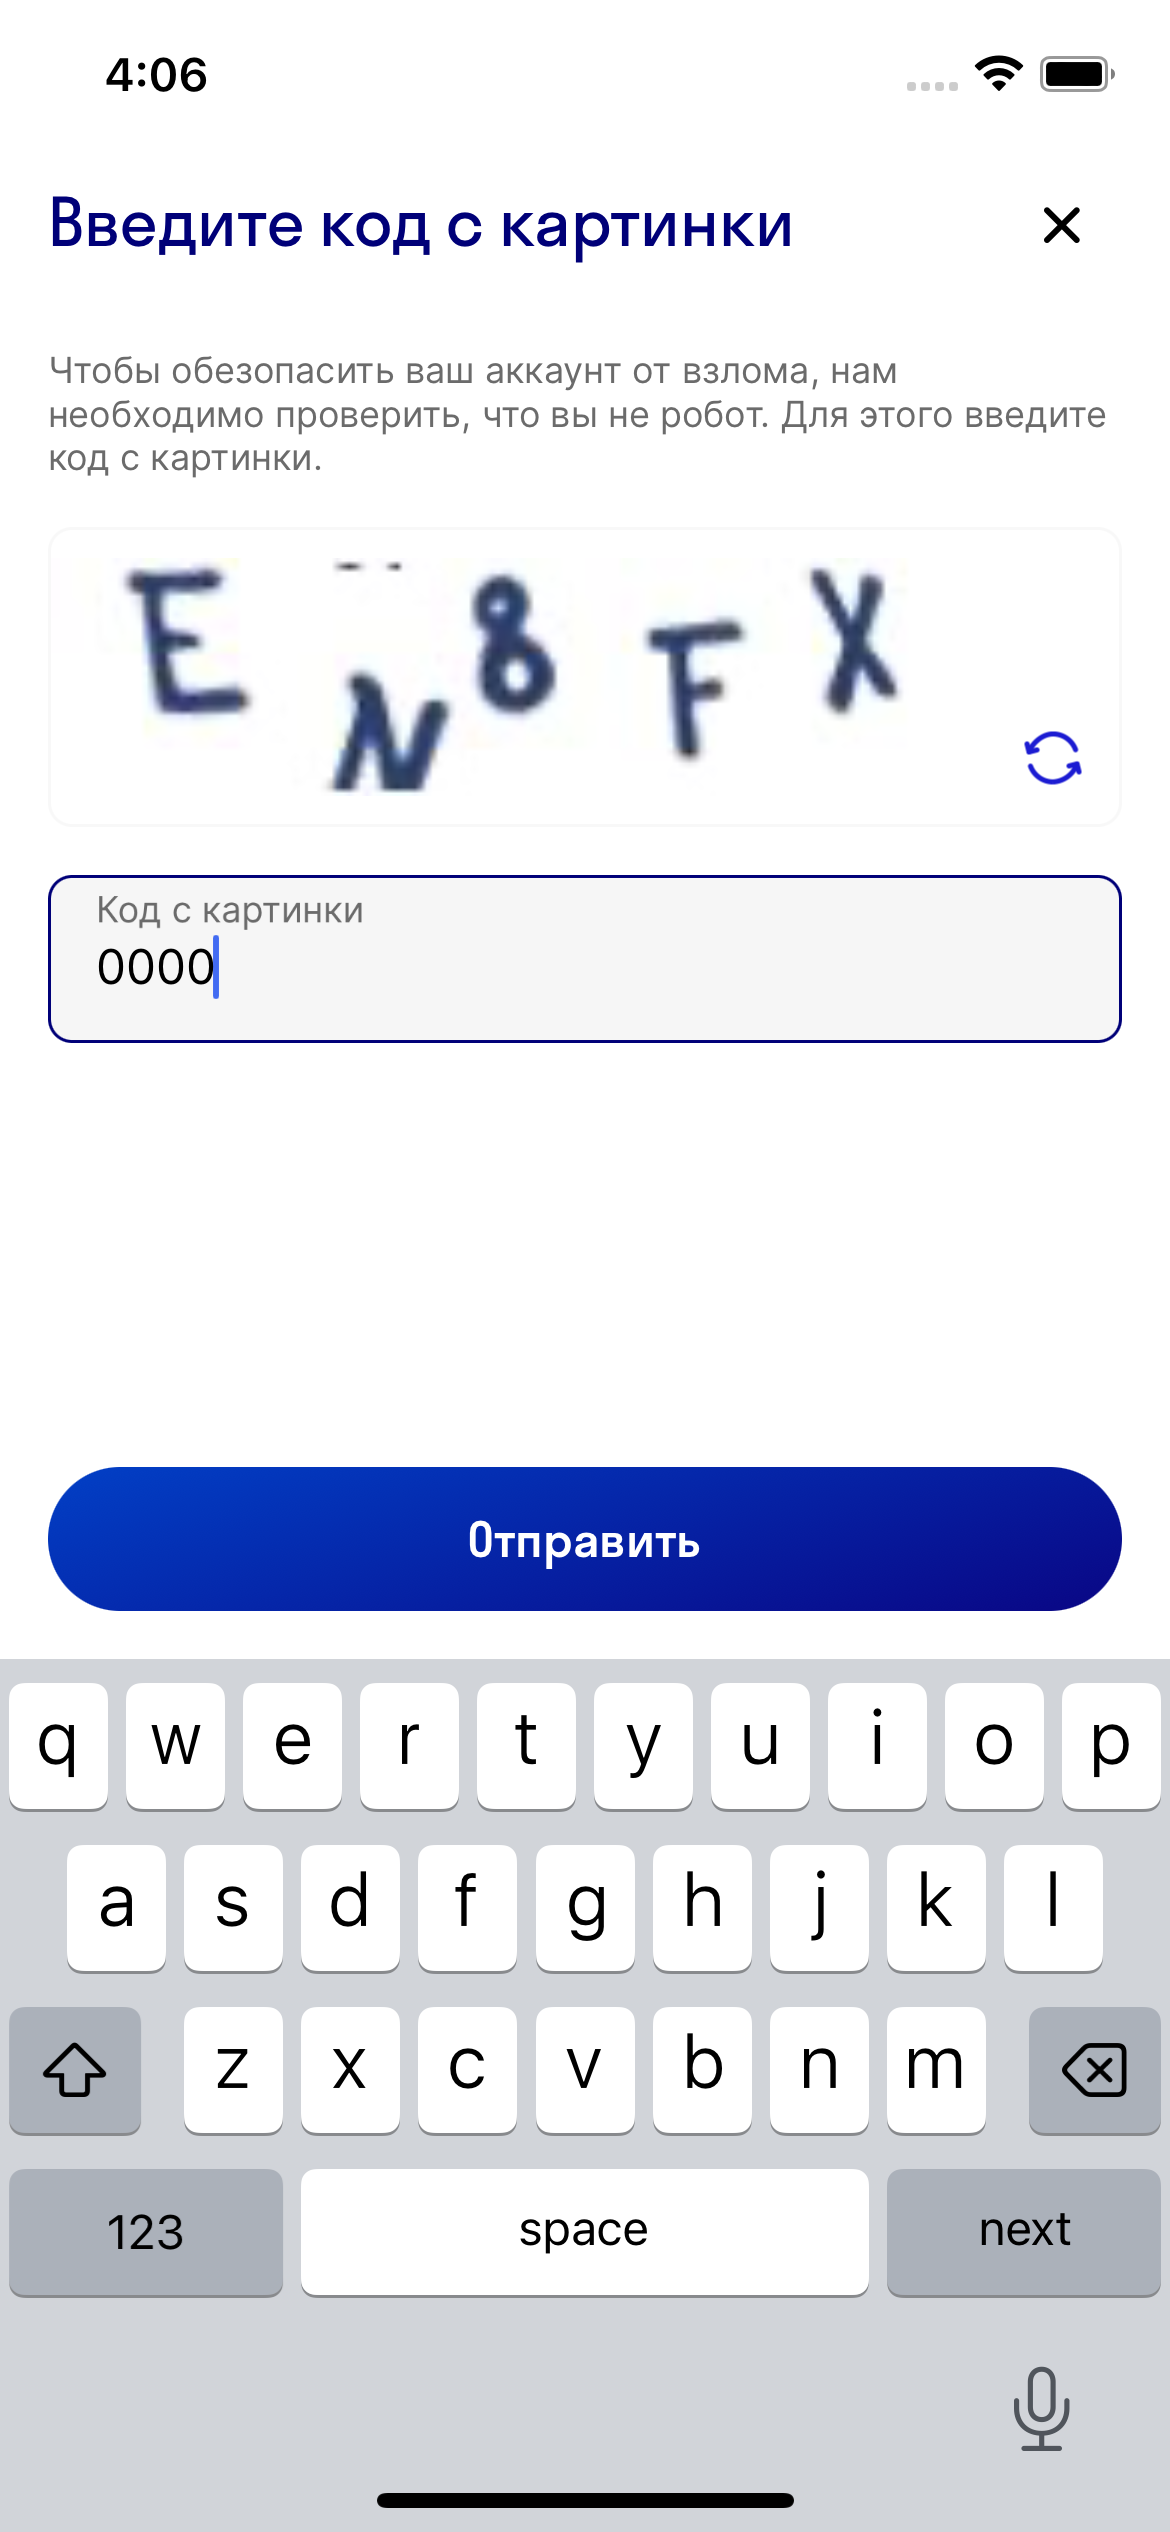 4:06
Введите код с картинки
Чтобы обезопасить ваш аккаунт от взлома, нам
необходимо проверить, что вы не робот. Для этого введите
код с картинки.
E N 8 F X
Код с картинки
0000
Отправить
q w e r t y u i o p
a s d f g h j k l
z x c v b n m
123 space next